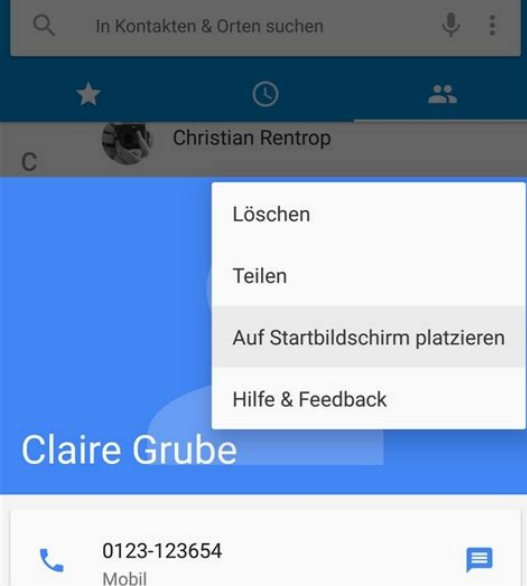 In Kontakten & Orten suchen
Christian Rentrop
C
Löschen
Teilen
Auf Startbildschirm platzieren
Hilfe & Feedback
Claire Grube
0123-123654
Mobil